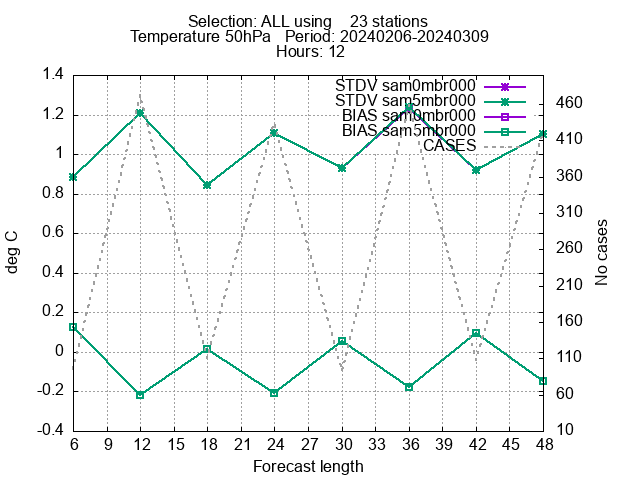 Selection: ALL using 23 stations
Temperature 50hPa Period: 20240206-20240309
Hours: 12
STDV sam0mbr000
STDV sam5mbr000
BIAS sam0mbr000
BIAS sam5mbr000
CASES
1.4
1.2
1
0.8
0.6
0.4
0.2
0
-0.2
-0.4
deg C
460
410
360
310
260
210
160
110
60
10
No cases
6 9 12 15 18 21 24 27 30 33 36 39 42 45 48
Forecast length